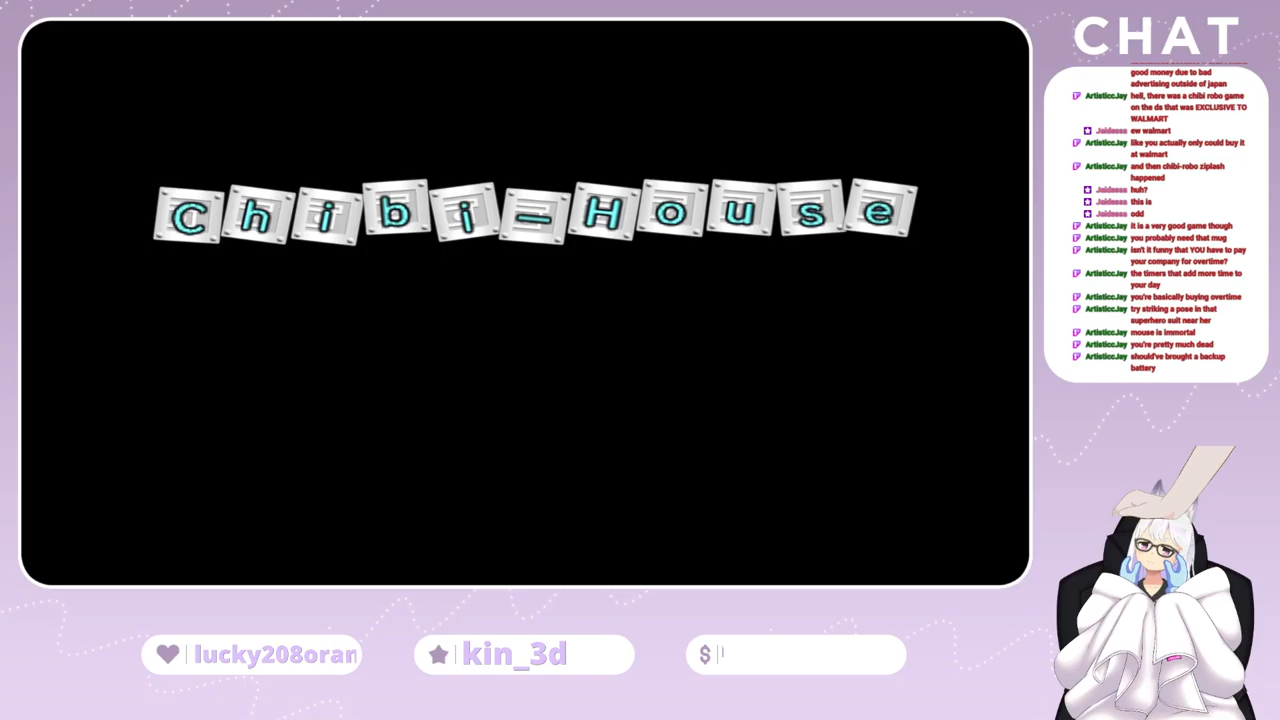 CHAT
good money due to bad
advertising outside of japan
ArtisticcJay hell, there was a chibi robo game
on the ds that was EXCLUSIVE TO
WALMART
Jaidessa ew walmart
ArtisticcJay like you actually only could buy it
at walmart
ArtisticcJay and then chibi-robo ziplash
happened
Jaidessa huh?
Jaidessa this is
Jaidessa odd
ArtisticcJay it is a very good game though
ArtisticcJay you probably need that mug
ArtisticcJay isn't it funny that YOU have to pay
your company for overtime?
ArtisticcJay the timers that add more time to
your day
ArtisticcJay you're basically buying overtime
ArtisticcJay try striking a pose in that
superhero suit near her
ArtisticcJay mouse is immortal
ArtisticcJay you're pretty much dead
ArtisticcJay should've brought a backup
battery
Chibi-House
lucky208oran
kin_3d
$